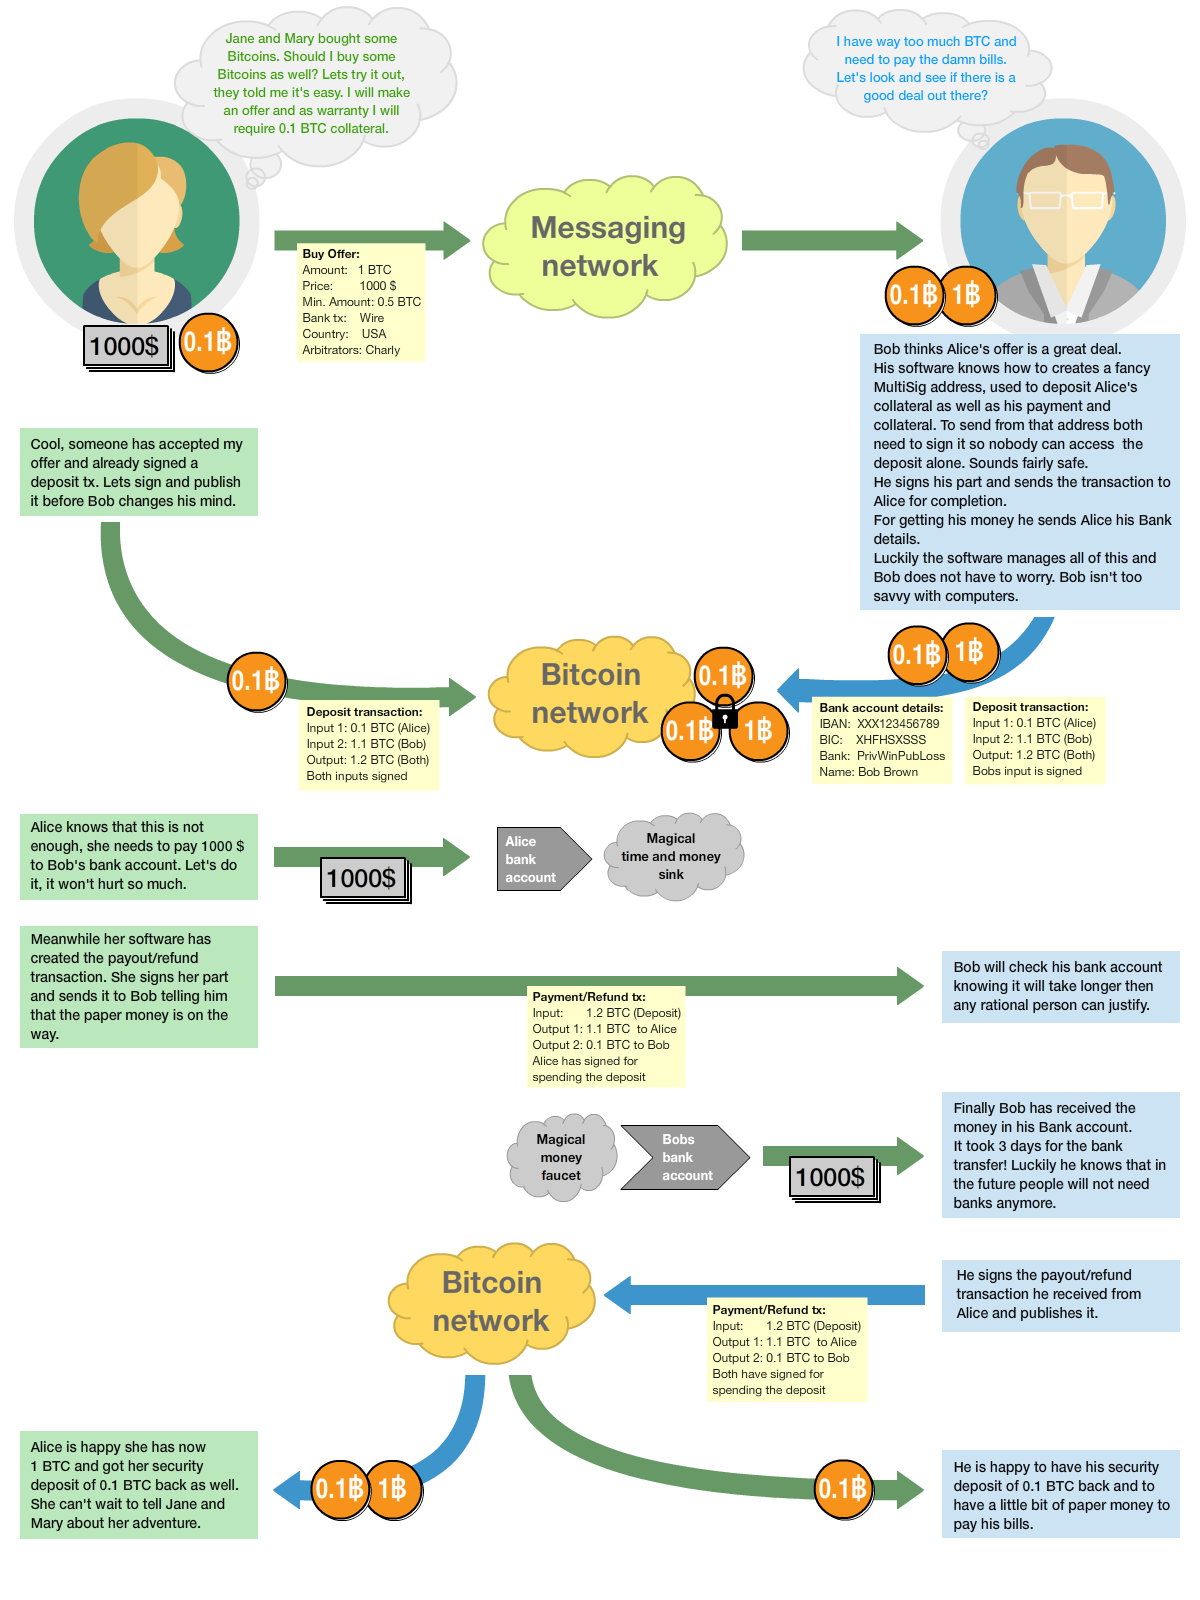 Jane and Mary bought some
Bitcoins. Should I buy some
Bitcoins as well? Lets try it out,
they told me it's easy. I will make
an offer and as warranty I will
require 0.1 BTC collateral.
I have way too much BTC and
need to pay the damn bills.
Let's look and see if there is a
good deal out there?
Messaging
network
Buy Offer:
Amount: 1 BTC
Price: 1000 $
Min. Amount: 0.5 BTC
Bank tx: Wire
Country: USA
Arbitrators: Charly
1000$
0.1฿
0.1฿
1฿
Bob thinks Alice's offer is a great deal.
His software knows how to creates a fancy
MultiSig address, used to deposit Alice's
collateral as well as his payment and
collateral. To send from that address both
need to sign it so nobody can access the
deposit alone. Sounds fairly safe.
He signs his part and sends the transaction to
Alice for completion.
For getting his money he sends Alice his Bank
details.
Luckily the software manages all of this and
Bob does not have to worry. Bob isn't too
savvy with computers.
Cool, someone has accepted my
offer and already signed a
deposit tx. Lets sign and publish
it before Bob changes his mind.
0.1฿
Bitcoin
network
0.1฿
0.1฿
1฿
0.1฿
1฿
Deposit transaction:
Input 1: 0.1 BTC (Alice)
Input 2: 1.1 BTC (Bob)
Output: 1.2 BTC (Both)
Both inputs signed
Bank account details:
IBAN: XXX123456789
BIC: XHFHSXSSS
Bank: PrivWinPubLoss
Name: Bob Brown
Deposit transaction:
Input 1: 0.1 BTC (Alice)
Input 2: 1.1 BTC (Bob)
Output: 1.2 BTC (Both)
Bobs input is signed
Alice knows that this is not
enough, she needs to pay 1000 $
to Bob's bank account. Let's do
it, it won't hurt so much.
1000$
Alice
bank
account
Magical
time and money
sink
Meanwhile her software has
created the payout/refund
transaction. She signs her part
and sends it to Bob telling him
that the paper money is on the
way.
Payment/Refund tx:
Input: 1.2 BTC (Deposit)
Output 1: 1.1 BTC to Alice
Output 2: 0.1 BTC to Bob
Alice has signed for
spending the deposit
Bob will check his bank account
knowing it will take longer then
any rational person can justify.
Magical
money
faucet
Bobs
bank
account
1000$
Finally Bob has received the
money in his Bank account.
It took 3 days for the bank
transfer! Luckily he knows that in
the future people will not need
banks anymore.
Bitcoin
network
Payment/Refund tx:
Input: 1.2 BTC (Deposit)
Output 1: 1.1 BTC to Alice
Output 2: 0.1 BTC to Bob
Both have signed for
spending the deposit
He signs the payout/refund
transaction he received from
Alice and publishes it.
Alice is happy she has now
1 BTC and got her security
deposit of 0.1 BTC back as well.
She can't wait to tell Jane and
Mary about her adventure.
0.1฿
1฿
0.1฿
He is happy to have his security
deposit of 0.1 BTC back and to
have a little bit of paper money to
pay his bills.